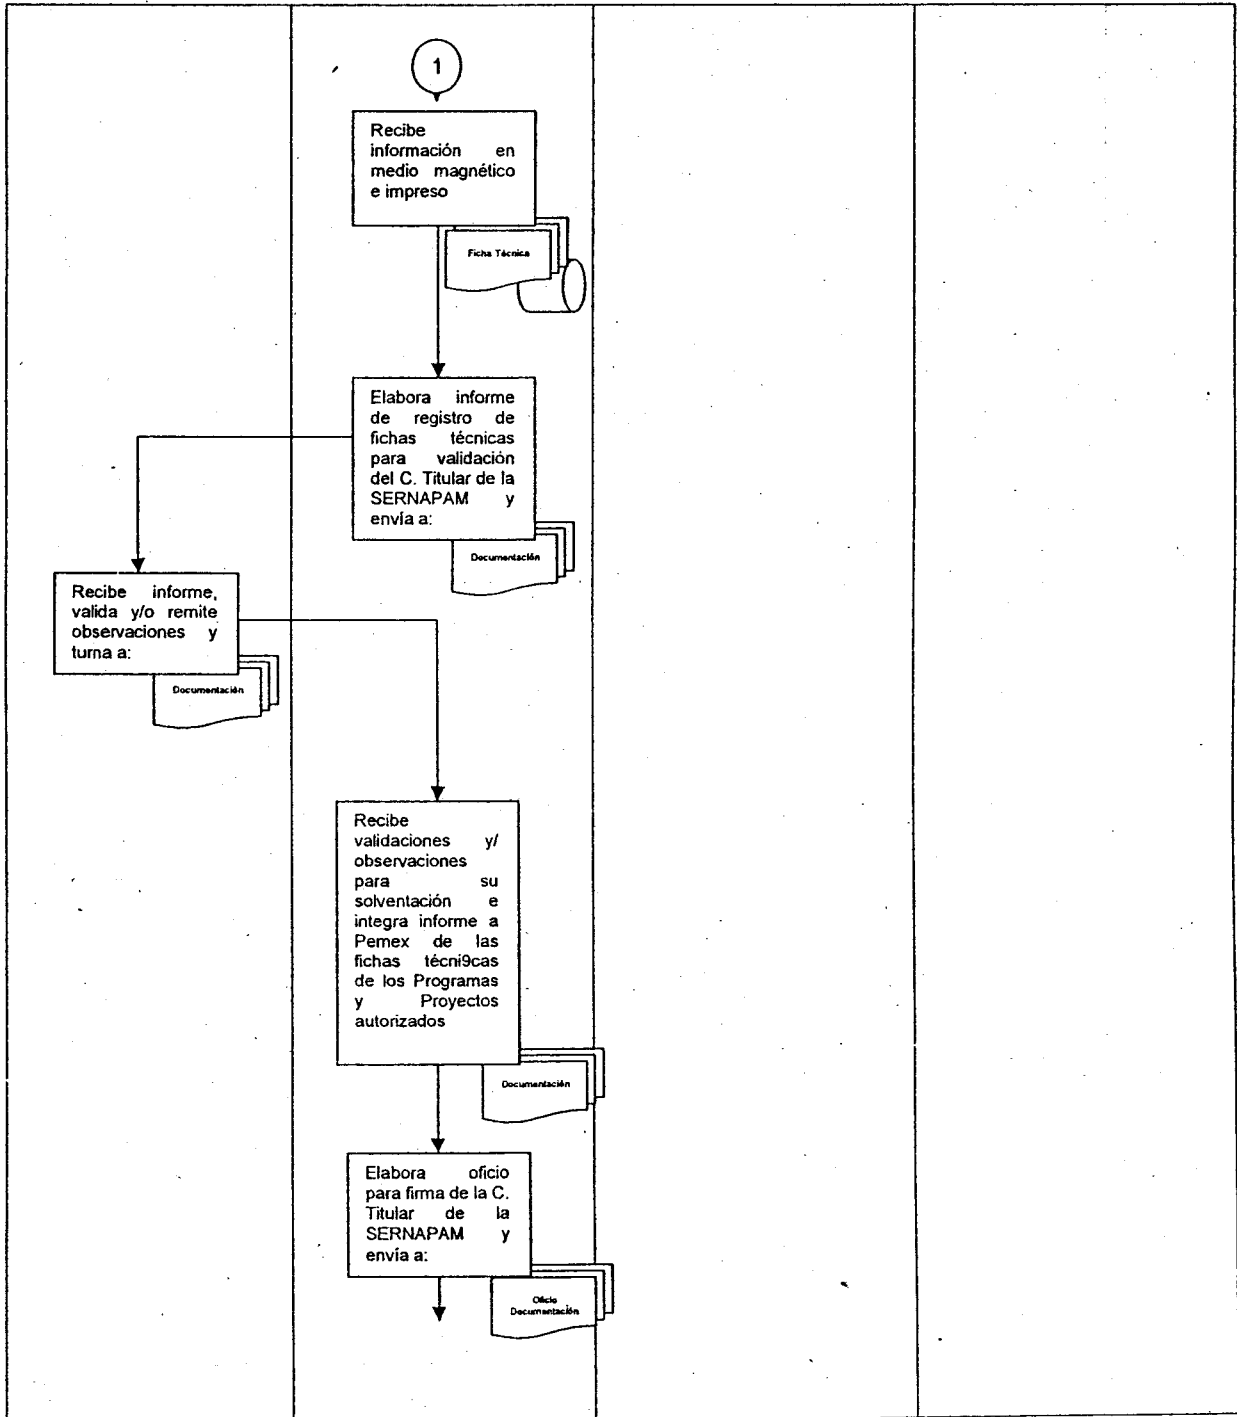 1
Recibe
información en
medio magnético
e impreso
Ficha Técnica
Elabora informe
de registro de
fichas técnicas
para validación
del C. Titular de la
SERNAPAM y
envía a:
Documentación
Recibe informe,
valida y/o remite
observaciones y
turna a:
Documentación
Recibe
validaciones y/
observaciones
para su
solventación e
integra informe a
Pemex de las
fichas técni9cas
de los Programas
y Proyectos
autorizados
Documentación
Elabora oficio
para firma de la C.
Titular de la
SERNAPAM y
envía a:
Oficio
Documentación